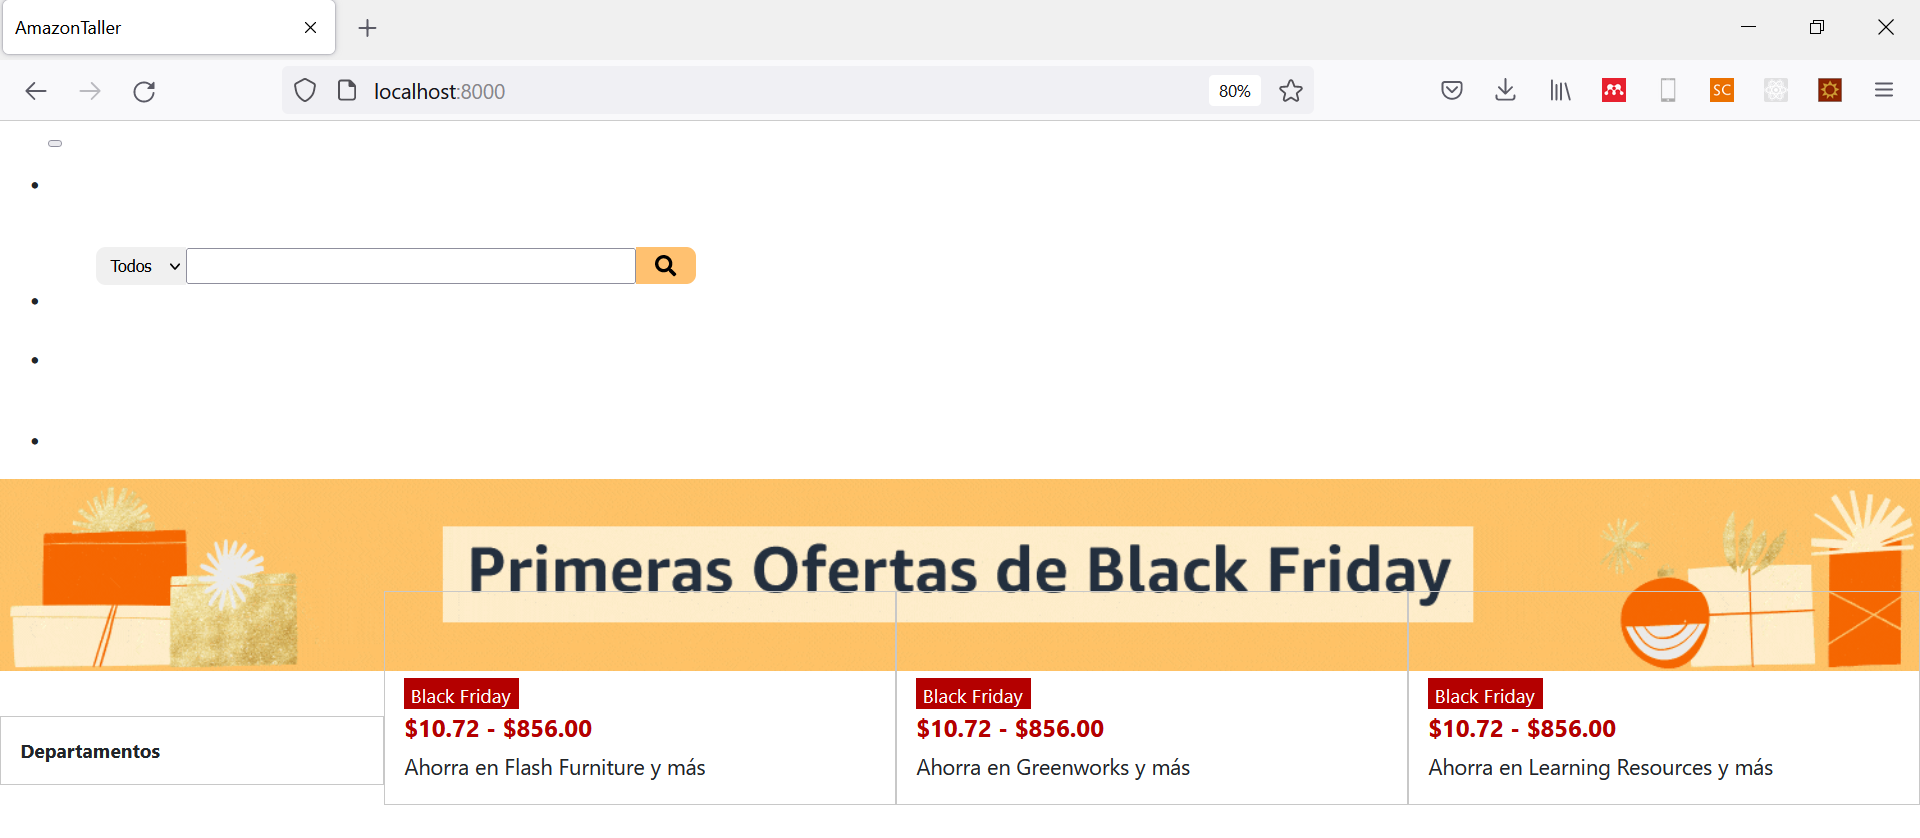 AmazonTaller
localhost:8000
80%
SC
Todos
Primeras Ofertas de Black Friday
Departamentos
Black Friday
$10.72 - $856.00
Ahorra en Flash Furniture y más
Black Friday
$10.72 - $856.00
Ahorra en Greenworks y más
Black Friday
$10.72 - $856.00
Ahorra en Learning Resources y más